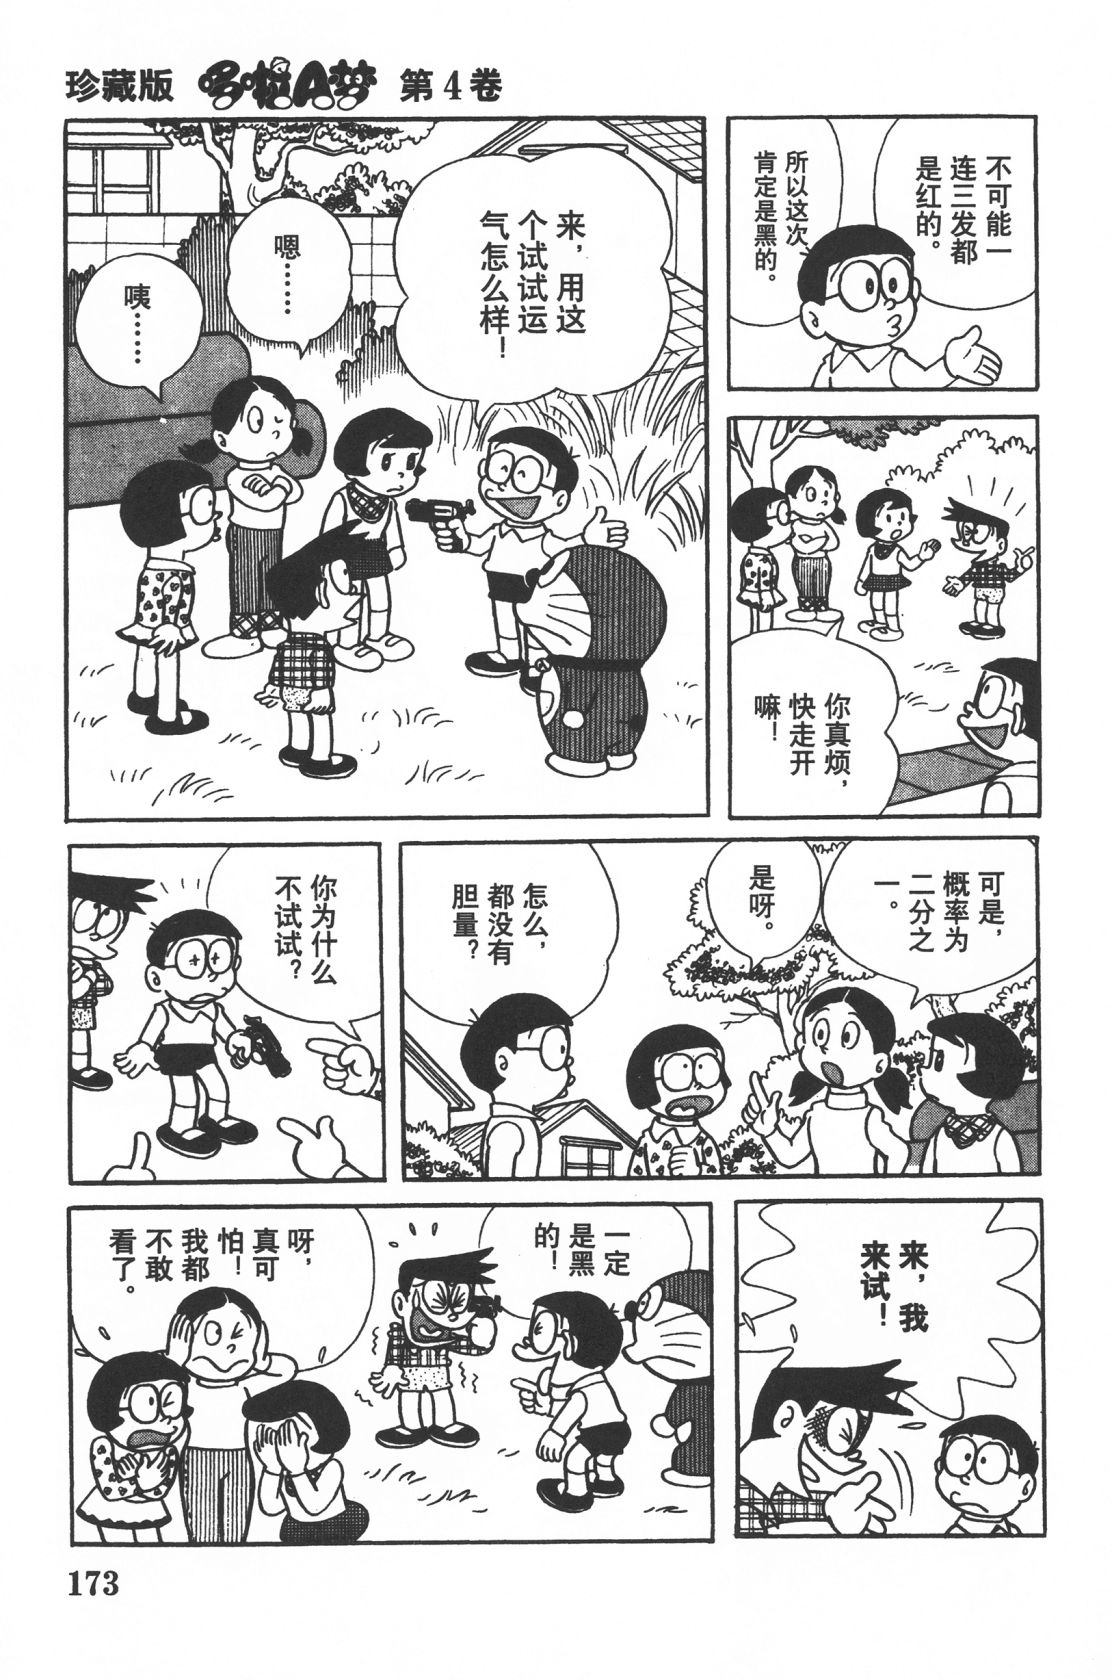 珍藏版 哆啦A梦 第4卷
不可能一
连三发都
是红的。
所以这次
肯定是黑的。
来，用这
个试试运
气怎么样！
嗯……
咦……
你真烦，
快走开
嘛！
可是，
概率为
二分之
一。
是呀。
怎么，
都没有
胆量？
你为什么
不试试？
来，我
来试！
一定
是黑
的！
呀，
真可
怕！
我都
不敢
看了。
173